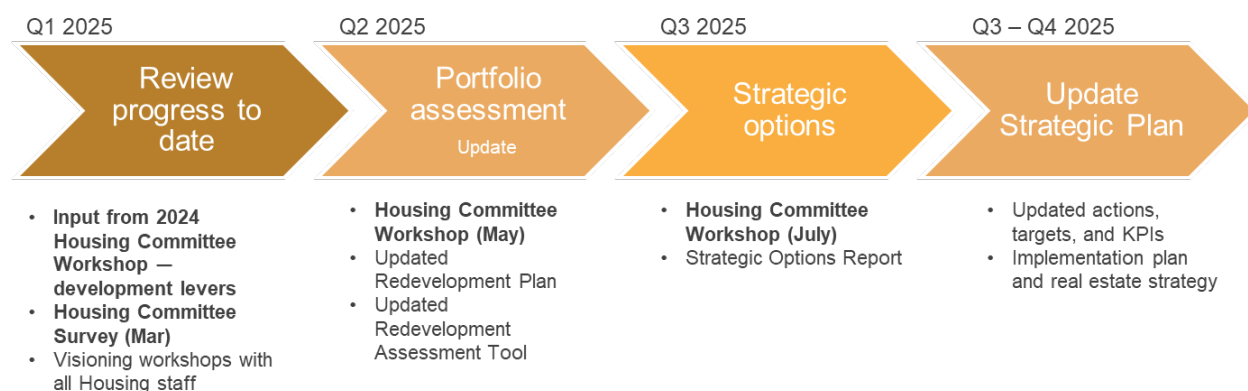 Q1 2025
Review
progress to
date
• Input from 2024
Housing Committee
Workshop —
development levers
• Housing Committee
Survey (Mar)
• Visioning workshops with
all Housing staff
Q2 2025
Portfolio
assessment
Update
• Housing Committee
Workshop (May)
• Updated
Redevelopment Plan
• Updated
Redevelopment
Assessment Tool
Q3 2025
Strategic
options
• Housing Committee
Workshop (July)
• Strategic Options Report
Q3 – Q4 2025
Update
Strategic Plan
• Updated actions,
targets, and KPIs
• Implementation plan
and real estate strategy